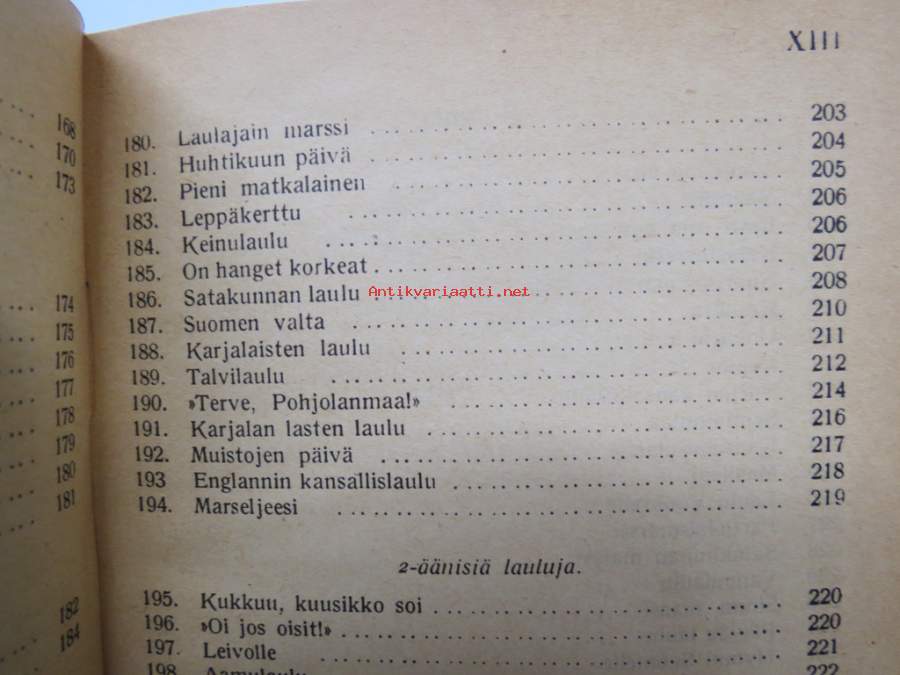 168
170
173
174
175
176
177
178
179
180
181
182
184
XIII
180. Laulajain marssi 203
181. Huhtikuun päivä 204
182. Pieni matkalainen 205
183. Leppäkerttu 206
184. Keinulaulu 206
185. On hanget korkeat 207
186. Satakunnan laulu 208
187. Suomen valta 210
188. Karjalaisten laulu 211
189. Talvilaulu 212
190. »Terve, Pohjolanmaa!» 214
191. Karjalan lasten laulu 216
192. Muistojen päivä 217
193 Englannin kansallislaulu 218
194. Marseljeesi 219
2-äänisiä lauluja.
195. Kukkuu, kuusikko soi 220
196. »Oi jos oisit!» 220
197. Leivolle 221
198. Aamulaulu 222
Antikvariaatti.net